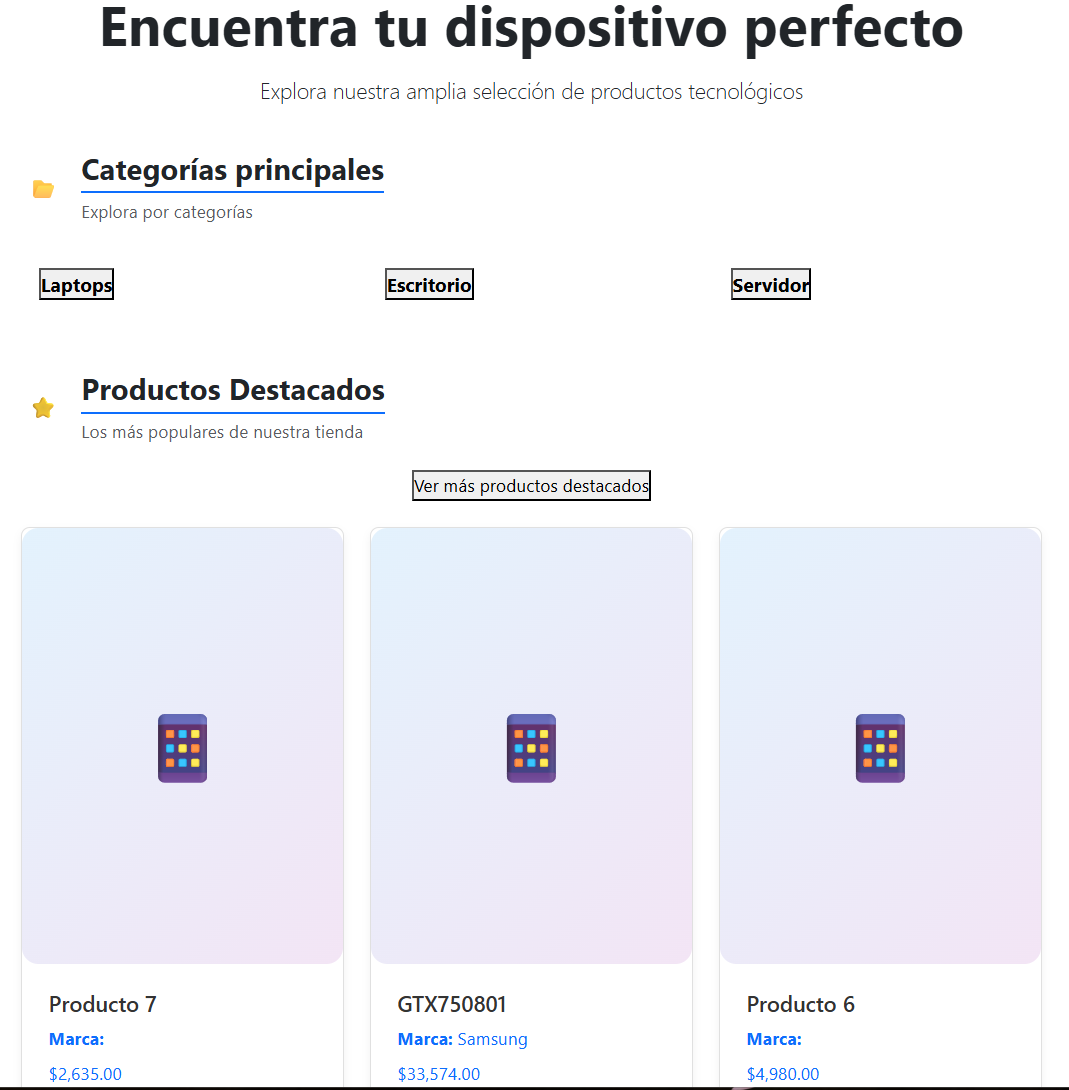 Encuentra tu dispositivo perfecto
Explora nuestra amplia selección de productos tecnológicos
Categorías principales
Explora por categorías
Laptops
Escritorio
Servidor
Productos Destacados
Los más populares de nuestra tienda
Ver más productos destacados
Producto 7
Marca:
$2,635.00
GTX750801
Marca: Samsung
$33,574.00
Producto 6
Marca:
$4,980.00